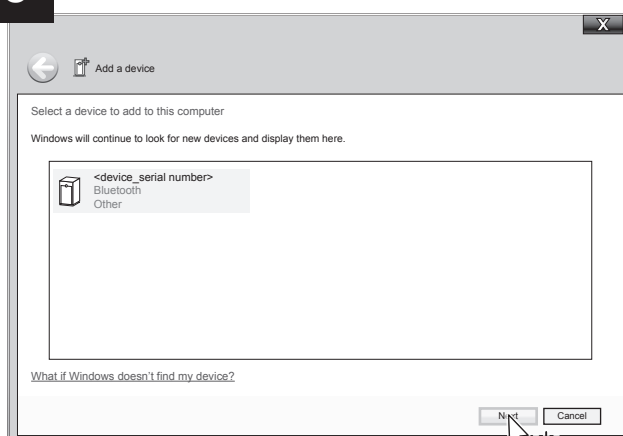 X
Add a device
Select a device to add to this computer
Windows will continue to look for new devices and display them here.
<device_serial number>
Bluetooth
Other
What if Windows doesn't find my device?
Next Cancel